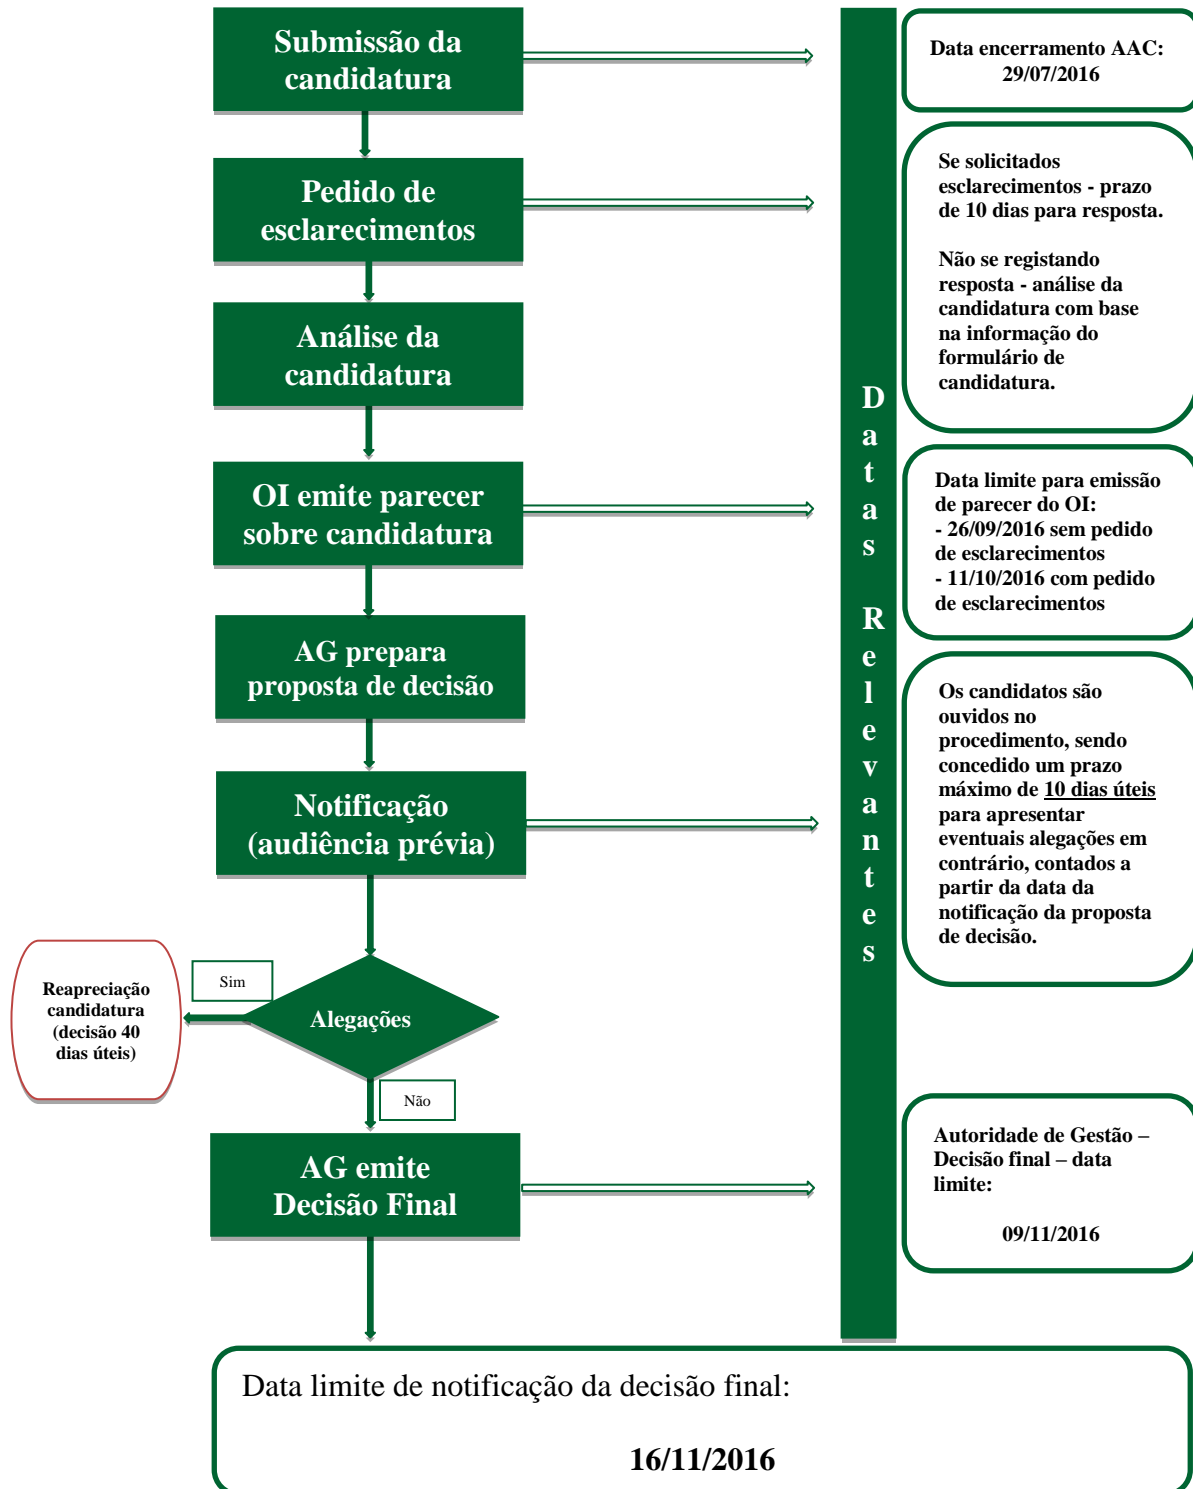 Submissão da
candidatura
Data encerramento AAC:
29/07/2016
Pedido de
esclarecimentos
Se solicitados
esclarecimentos - prazo
de 10 dias para resposta.
Não se registando
resposta - análise da
candidatura com base
na informação do
formulário de
candidatura.
Análise da
candidatura
Datas Relevantes
OI emite parecer
sobre candidatura
Data limite para emissão
de parecer do OI:
- 26/09/2016 sem pedido
de esclarecimentos
- 11/10/2016 com pedido
de esclarecimentos
AG prepara
proposta de decisão
Notificação
(audiência prévia)
Os candidatos são
ouvidos no
procedimento, sendo
concedido um prazo
máximo de 10 dias úteis
para apresentar
eventuais alegações em
contrário, contados a
partir da data da
notificação da proposta
de decisão.
Alegações
Sim
Reapreciação
candidatura
(decisão 40
dias úteis)
Não
AG emite
Decisão Final
Autoridade de Gestão –
Decisão final – data
limite:
09/11/2016
Data limite de notificação da decisão final:
16/11/2016